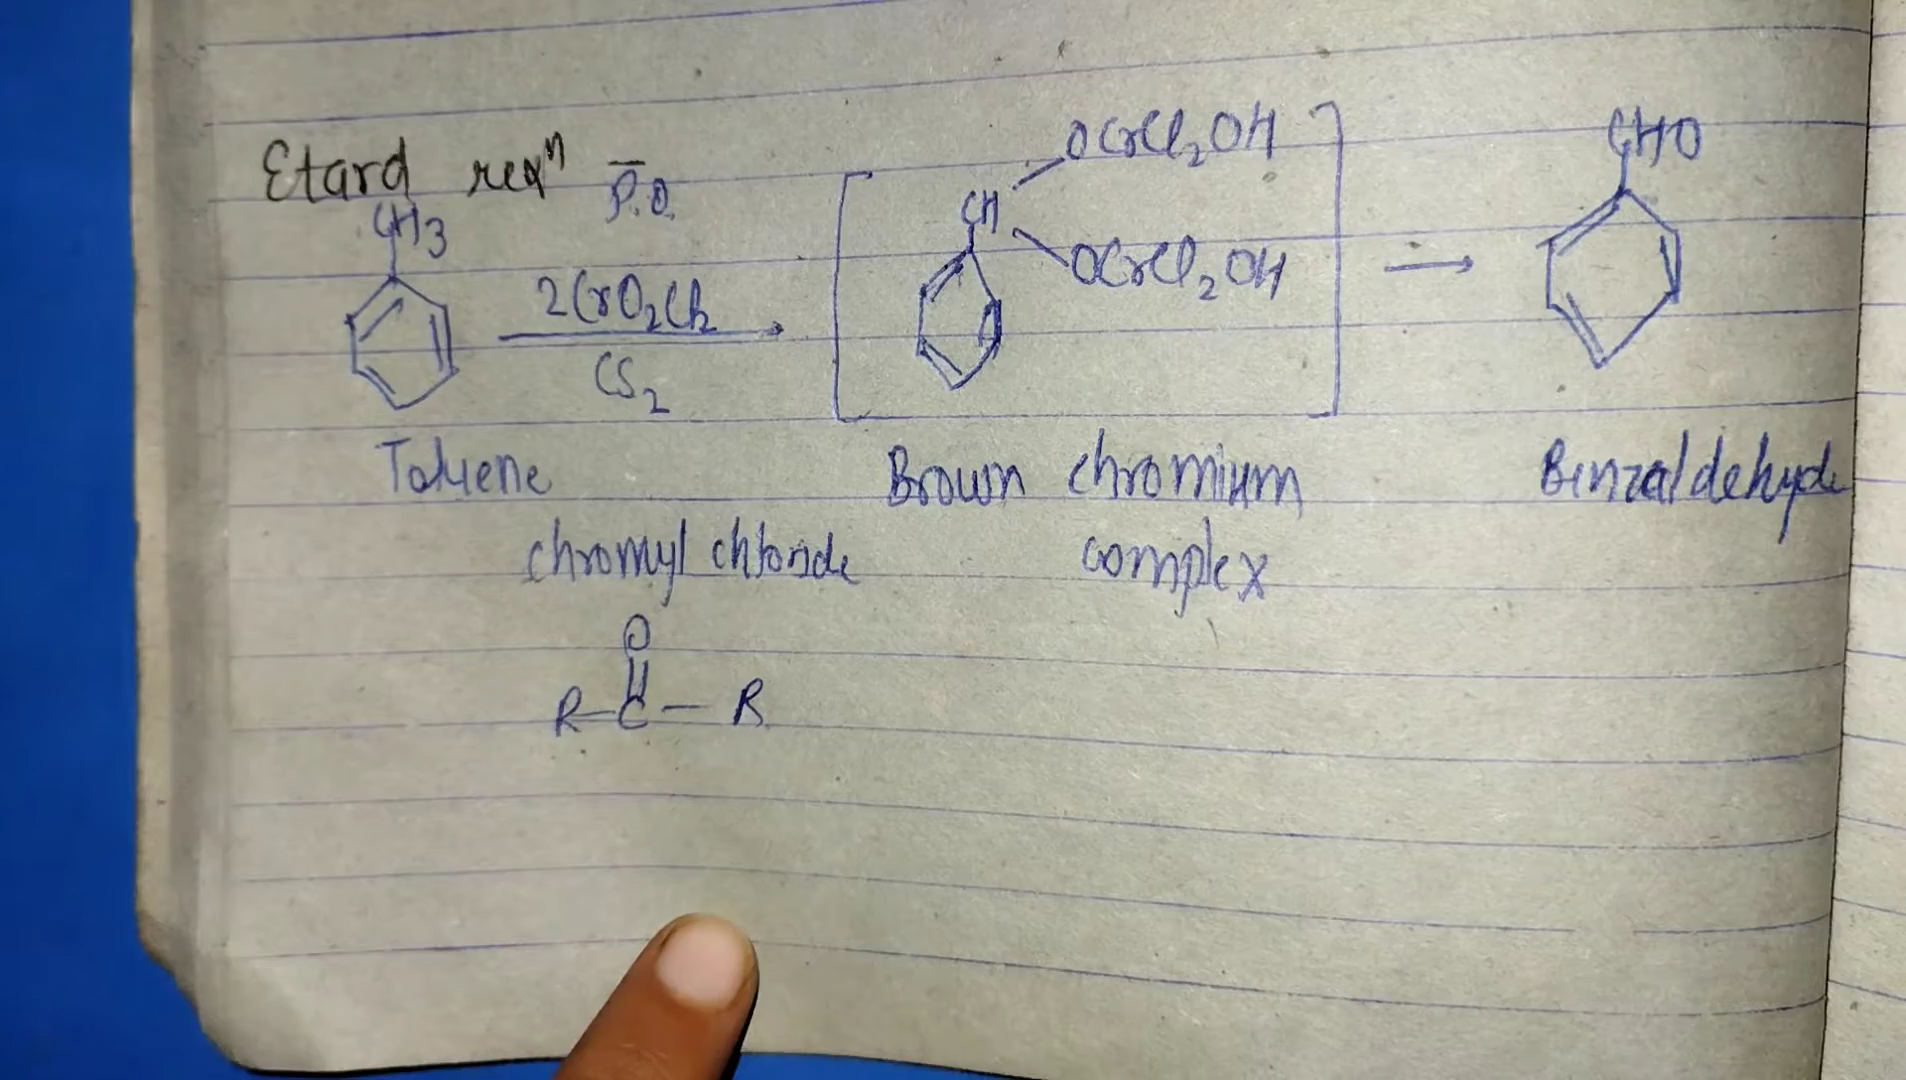 Etard reaⁿ –
P.O.
CH3
2CrO₂Cl₂
CS₂
CH
OCrCl₂OH
OCrCl₂OH
CHO
Toluene
Brown chromium
complex
Benzaldehyde
chromyl chloride
O
R–C–R